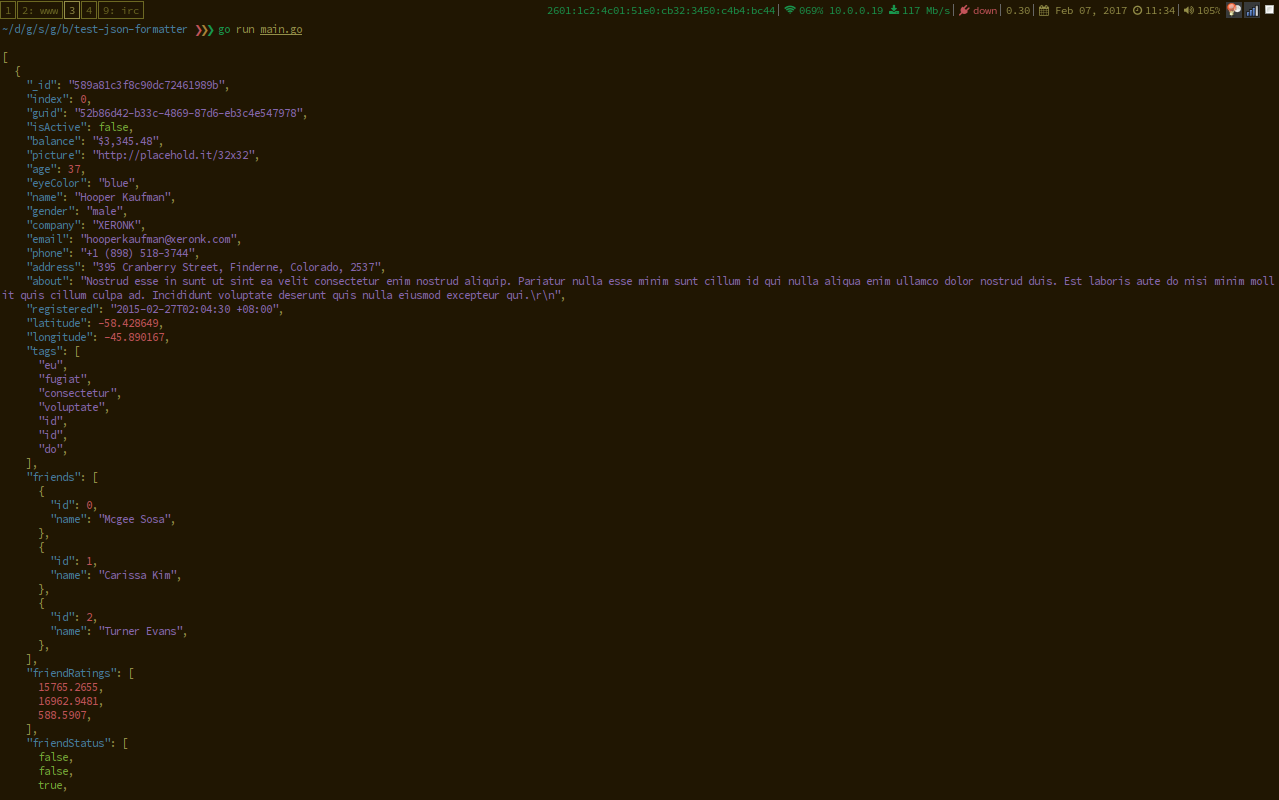 1 2: www 3 4 9: irc 2601:1c2:4c01:51e0:cb32:3450:c4b4:bc44 | 069% 10.0.0.19 117 Mb/s | down | 0.30 | Feb 07, 2017 11:34 | 105%
~/d/g/s/g/b/test-json-formatter ❯❯❯ go run main.go
[
  {
    "_id": "589a81c3f8c90dc72461989b",
    "index": 0,
    "guid": "52b86d42-b33c-4869-87d6-eb3c4e547978",
    "isActive": false,
    "balance": "$3,345.48",
    "picture": "http://placehold.it/32x32",
    "age": 37,
    "eyeColor": "blue",
    "name": "Hooper Kaufman",
    "gender": "male",
    "company": "XERONK",
    "email": "hooperkaufman@xeronk.com",
    "phone": "+1 (898) 518-3744",
    "address": "395 Cranberry Street, Finderne, Colorado, 2537",
    "about": "Nostrud esse in sunt ut sint ea velit consectetur enim nostrud aliquip. Pariatur nulla esse minim sunt cillum id qui nulla aliqua enim ullamco dolor nostrud duis. Est laboris aute do nisi minim moll
it quis cillum culpa ad. Incididunt voluptate deserunt quis nulla eiusmod excepteur qui.\r\n",
    "registered": "2015-02-27T02:04:30 +08:00",
    "latitude": -58.428649,
    "longitude": -45.890167,
    "tags": [
      "eu",
      "fugiat",
      "consectetur",
      "voluptate",
      "id",
      "id",
      "do",
    ],
    "friends": [
      {
        "id": 0,
        "name": "Mcgee Sosa",
      },
      {
        "id": 1,
        "name": "Carissa Kim",
      },
      {
        "id": 2,
        "name": "Turner Evans",
      },
    ],
    "friendRatings": [
      15765.2655,
      16962.9481,
      588.5907,
    ],
    "friendStatus": [
      false,
      false,
      true,